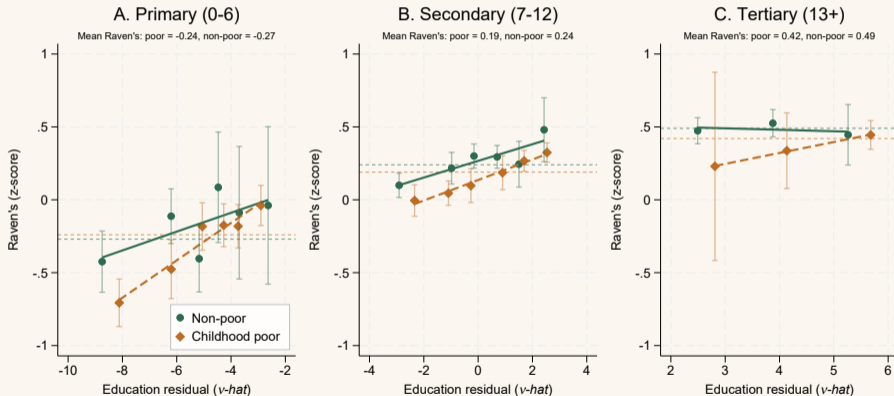 A. Primary (0-6)
Mean Raven's: poor = -0.24, non-poor = -0.27
1
.5
0
-.5
-1
Raven's (z-score)
-10 -8 -6 -4 -2
Education residual (v-hat)
Non-poor
Childhood poor
B. Secondary (7-12)
Mean Raven's: poor = 0.19, non-poor = 0.24
1
.5
0
-.5
-1
Raven's (z-score)
-4 -2 0 2 4
Education residual (v-hat)
C. Tertiary (13+)
Mean Raven's: poor = 0.42, non-poor = 0.49
1
.5
0
-.5
-1
Raven's (z-score)
2 3 4 5 6
Education residual (v-hat)